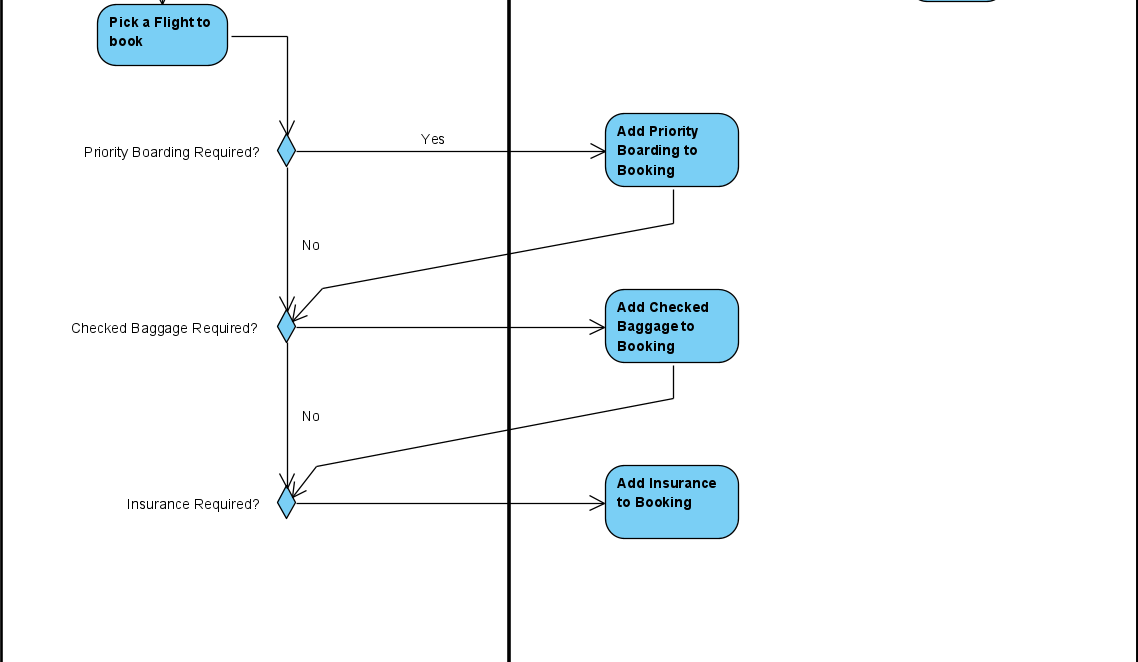 Pick a Flight to
book
Yes
Priority Boarding Required?
Add Priority
Boarding to
Booking
No
Checked Baggage Required?
Add Checked
Baggage to
Booking
No
Insurance Required?
Add Insurance
to Booking